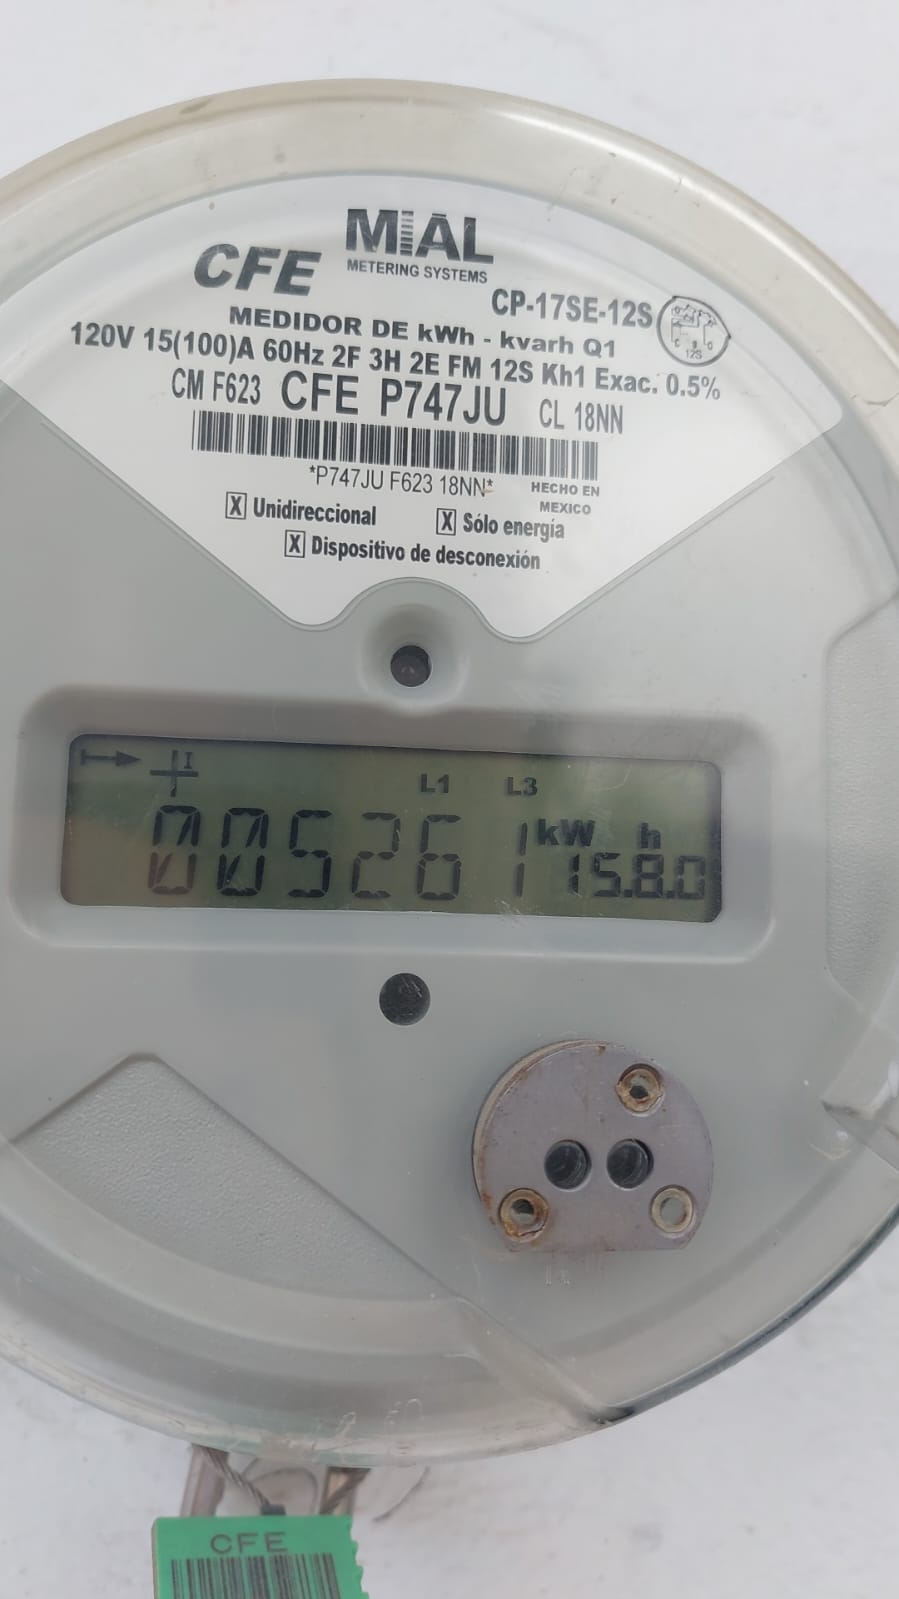 MIAL
METERING SYSTEMS
CFE
CP-17SE-12S
12S
MEDIDOR DE kWh - kvarh Q1
120V 15(100)A 60Hz 2F 3H 2E FM 12S Kh1 Exac. 0.5%
CM F623 CFE P747JU CL 18NN
*P747JU F623 18NN*
HECHO EN
MEXICO
X Unidireccional X Sólo energía
X Dispositivo de desconexión
I L1 L3
005261 kW h 15.8.0
CFE